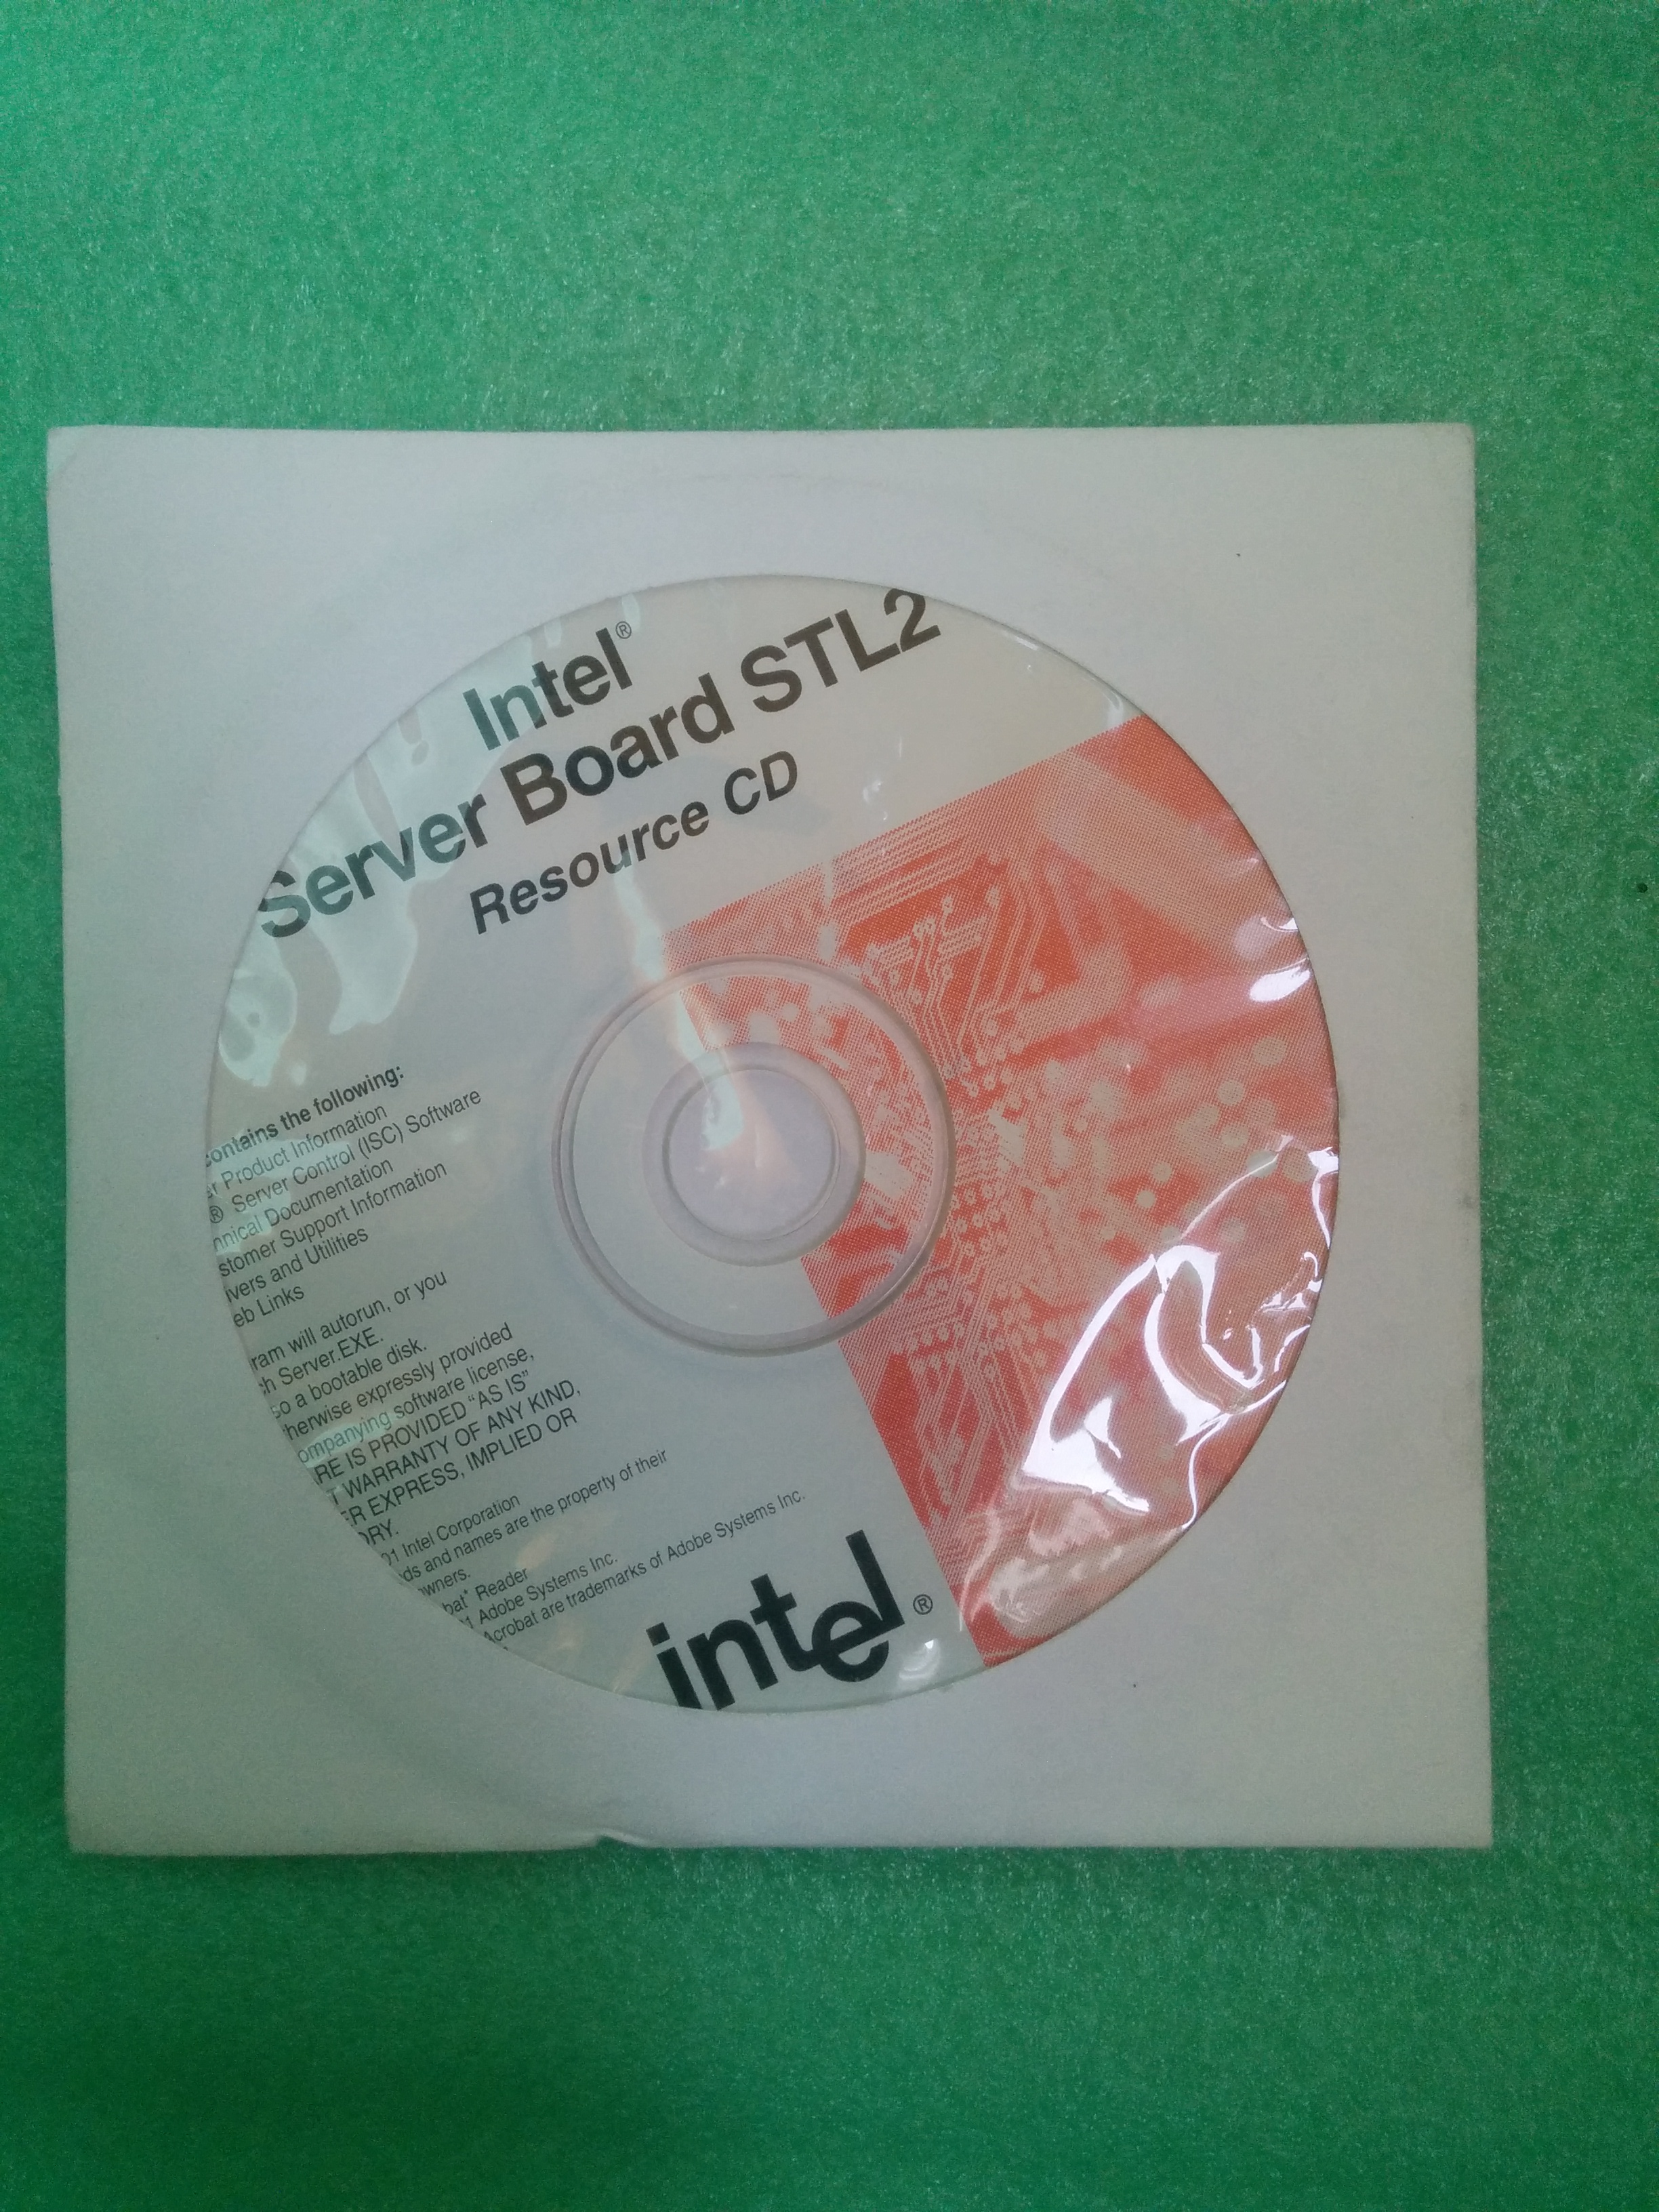 Intel®
Server Board STL2
Resource CD
contains the following:
r Product Information
® Server Control (ISC) Software
nnical Documentation
stomer Support Information
ivers and Utilities
eb Links
ram will autorun, or you
ch Server.EXE.
so a bootable disk.
herwise expressly provided
ompanying software license,
RE IS PROVIDED "AS IS"
T WARRANTY OF ANY KIND,
ER EXPRESS, IMPLIED OR
ORY.
01 Intel Corporation
ds and names are the property of their
owners.
bat* Reader
1 Adobe Systems Inc.
Acrobat are trademarks of Adobe Systems Inc.
intel®